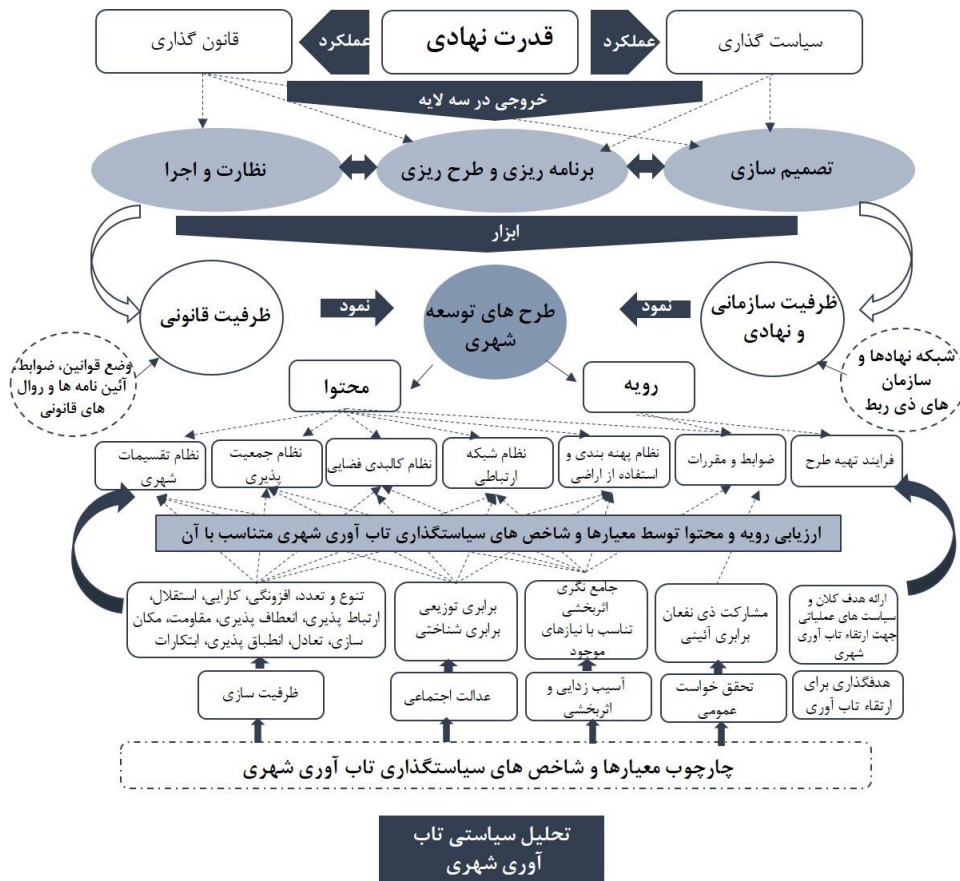 سیاست گذاری
عملکرد
قدرت نهادی
عملکرد
قانون گذاری
خروجی در سه لایه
تصمیم سازی
برنامه ریزی و طرح ریزی
نظارت و اجرا
ابزار
ظرفیت سازمانی
و نهادی
نمود
طرح های توسعه
شهری
نمود
ظرفیت قانونی
شبکه نهادها و
سازمان
های ذی ربط
وضع قوانین، ضوابط،
آئین نامه ها و روال
های قانونی
رویه
محتوا
فرایند تهیه طرح
ضوابط و مقررات
نظام پهنه بندی و
استفاده از اراضی
نظام شبکه
ارتباطی
نظام کالبدی فضایی
نظام جمعیت
پذیری
نظام تقسیمات
شهری
ارزیابی رویه و محتوا توسط معیارها و شاخص های سیاستگذاری تاب آوری شهری متناسب با آن
ارائه هدف کلان و
سیاست های عملیاتی
جهت ارتقاء تاب آوری
شهری
مشارکت ذی نفعان
برابری آئینی
جامع نگری
اثربخشی
تناسب با نیازهای
موجود
برابری توزیعی
برابری شناختی
تنوع و تعدد، افزونگی، کارایی، استقلال،
ارتباط پذیری، انعطاف پذیری، مقاومت، مکان
سازی، تعادل، انطباق پذیری، ابتکارات
هدفگذاری برای
ارتقاء تاب آوری
تحقق خواست
عمومی
آسیب زدایی و
اثربخشی
عدالت اجتماعی
ظرفیت سازی
چارچوب معیارها و شاخص های سیاستگذاری تاب آوری شهری
تحلیل سیاستی تاب
آوری شهری